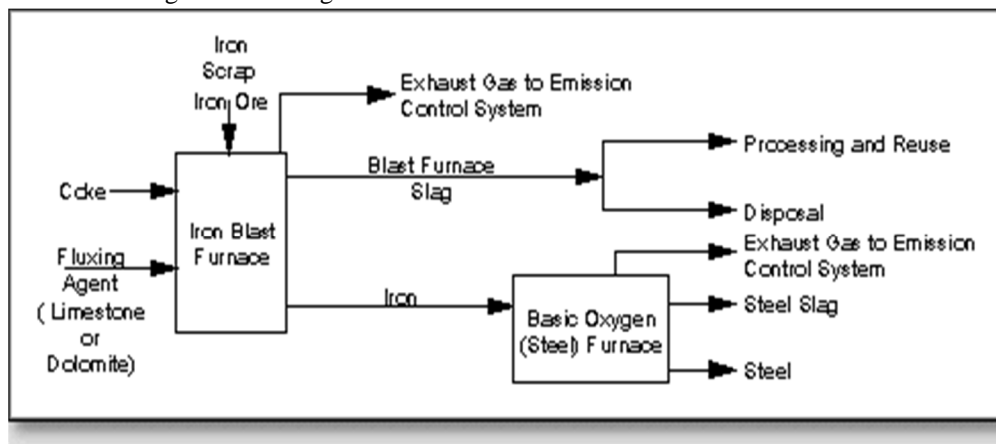 Iron
Scrap
Iron Ore
Exhaust Gas to Emission
Control System
Coke
Fluxing
Agent
( Limestone
or
Dolomite)
Iron Blast
Furnace
Blast Furnace
Slag
Processing and Reuse
Disposal
Iron
Basic Oxygen
(Steel) Furnace
Exhaust Gas to Emission
Control System
Steel Slag
Steel